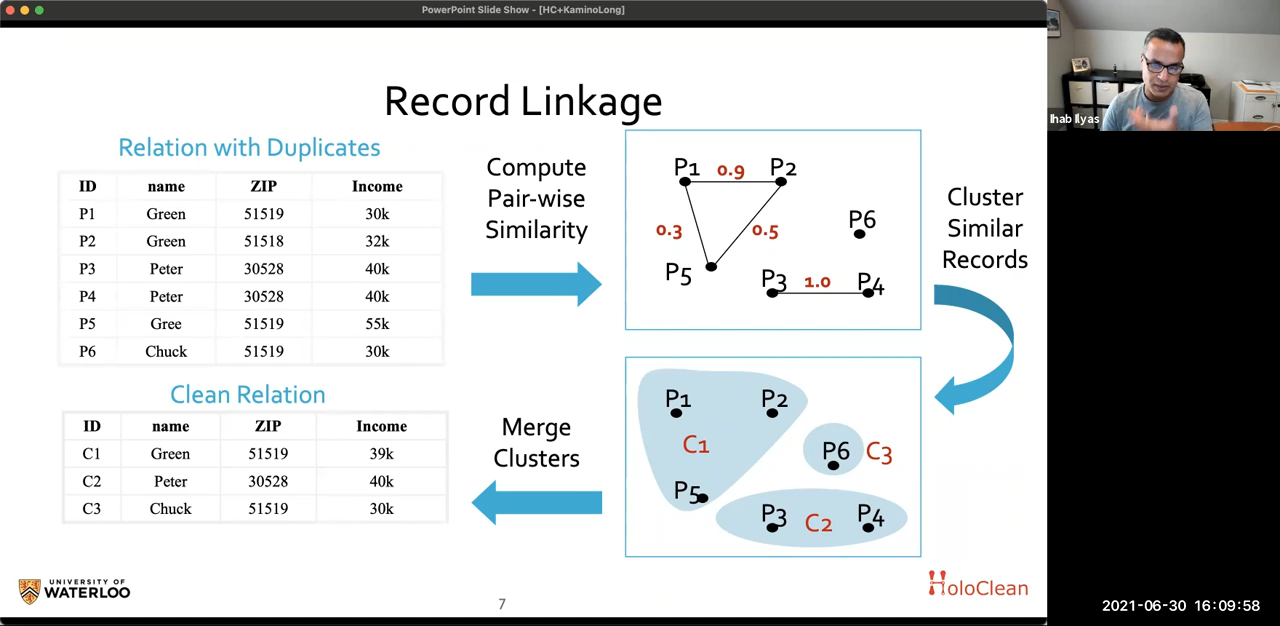 PowerPoint Slide Show - [HC+KaminoLong]
Record Linkage
Relation with Duplicates
ID name ZIP Income
P1 Green 51519 30k
P2 Green 51518 32k
P3 Peter 30528 40k
P4 Peter 30528 40k
P5 Gree 51519 55k
P6 Chuck 51519 30k
Compute
Pair-wise
Similarity
P1 0.9 P2
0.3 0.5
P6
P5
P3 1.0 P4
Cluster
Similar
Records
P1 P2
C1
P6 C3
P5
P3 C2 P4
Merge
Clusters
Clean Relation
ID name ZIP Income
C1 Green 51519 39k
C2 Peter 30528 40k
C3 Chuck 51519 30k
UNIVERSITY OF
WATERLOO
7
HoloClean
Ihab Ilyas
2021-06-30 16:09:58